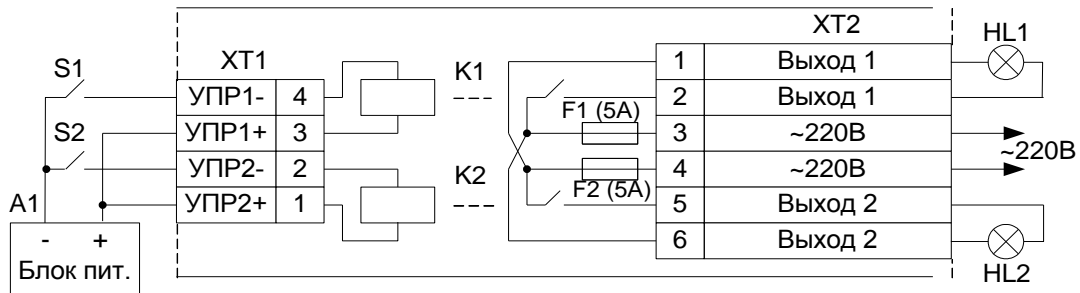 XT2
HL1
S1
XT1
K1
1 Выход 1
УПР1- 4
2 Выход 1
F1 (5A)
S2
УПР1+ 3
3 ~220В
~220В
УПР2- 2
K2
4 ~220В
F2 (5A)
A1
УПР2+ 1
5 Выход 2
- +
6 Выход 2
Блок пит.
HL2